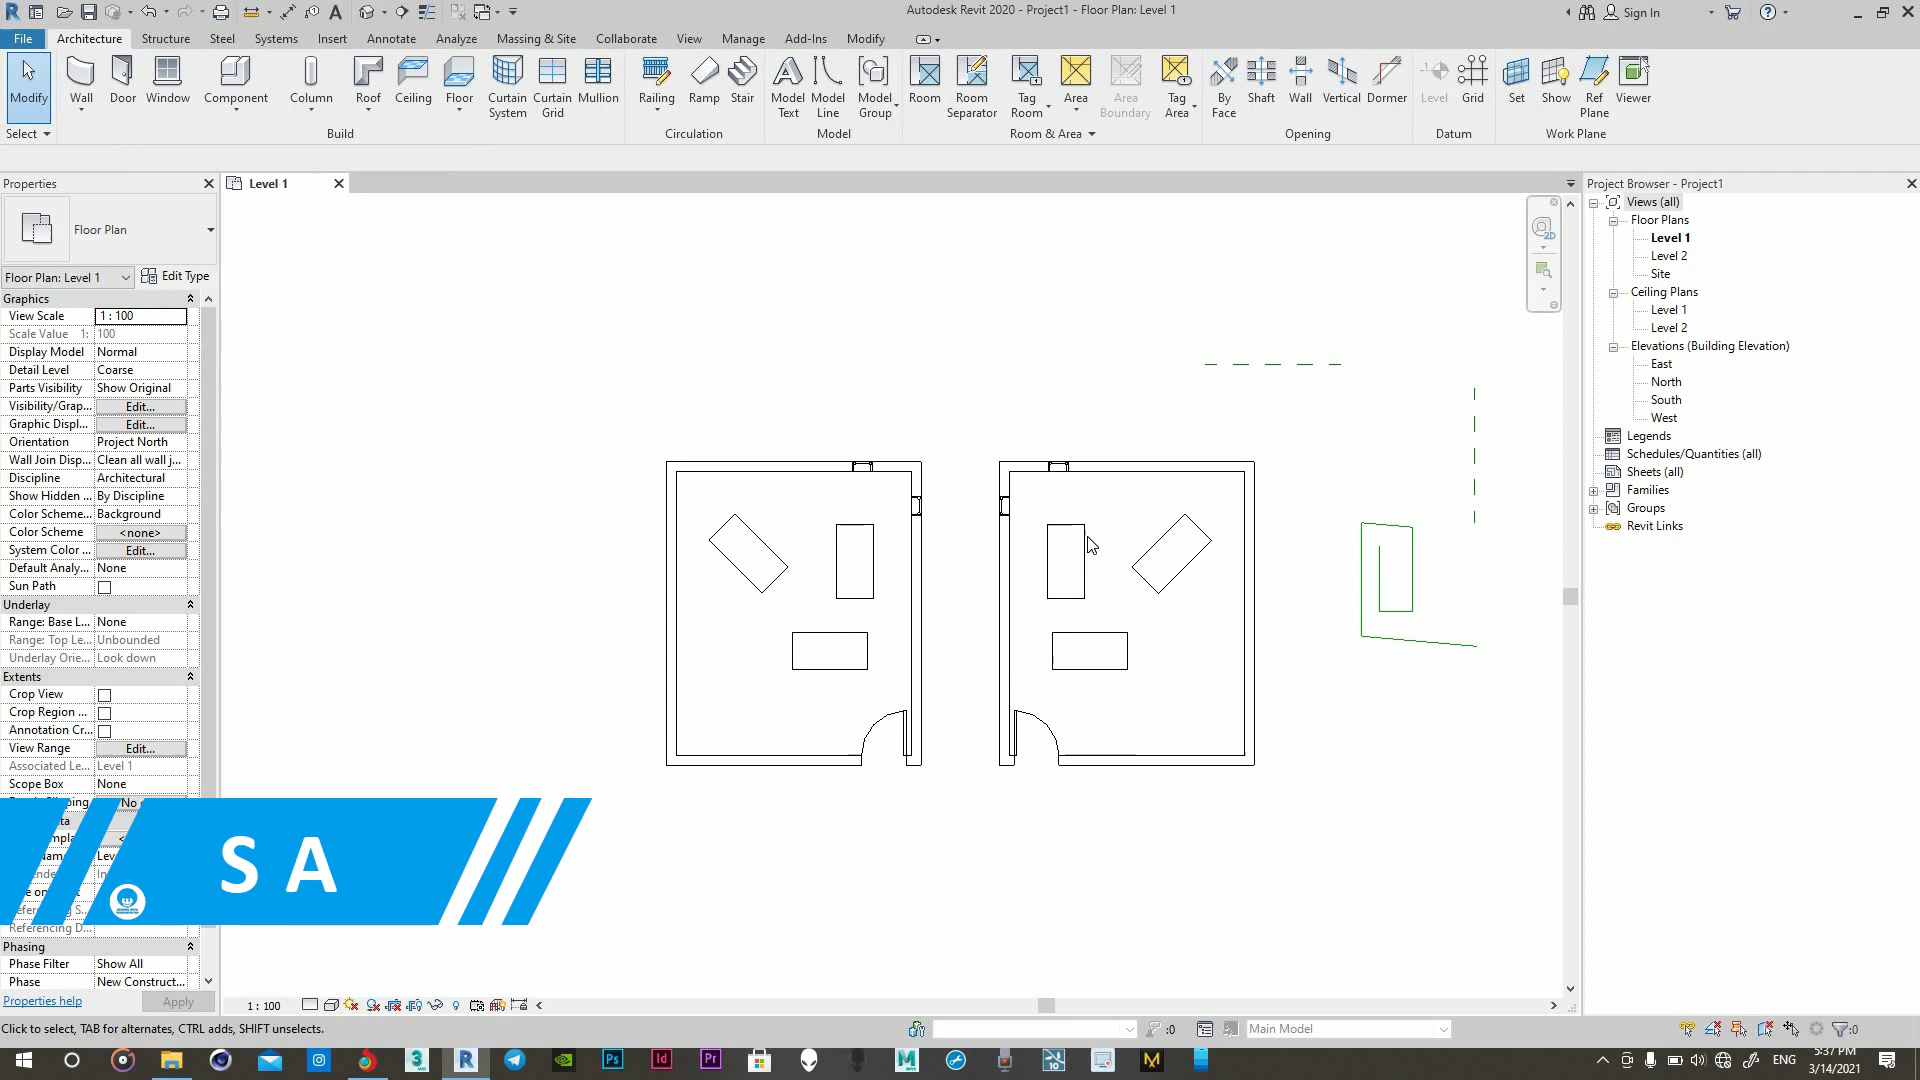 Autodesk Revit 2020 - Project1 - Floor Plan: Level 1
Sign In
File Architecture Structure Steel Systems Insert Annotate Analyze Massing & Site Collaborate View Manage Add-Ins Modify
Modify Wall Door Window Component Column Roof Ceiling Floor Curtain System Curtain Grid Mullion Railing Ramp Stair Model Text Model Line Model Group Room Room Separator Tag Room Area Area Boundary Tag Area By Face Shaft Wall Vertical Dormer Level Grid Set Show Ref Plane Viewer
Select Build Circulation Model Room & Area Opening Datum Work Plane
Properties
Floor Plan
Floor Plan: Level 1
Edit Type
Graphics
View Scale 1 : 100
Scale Value 1: 100
Display Model Normal
Detail Level Coarse
Parts Visibility Show Original
Visibility/Grap... Edit...
Graphic Displ... Edit...
Orientation Project North
Wall Join Disp... Clean all wall j...
Discipline Architectural
Show Hidden ... By Discipline
Color Scheme ... Background
Color Scheme <none>
System Color ... Edit...
Default Analy... None
Sun Path
Underlay
Range: Base L... None
Range: Top Le... Unbounded
Underlay Orie... Look down
Extents
Crop View
Crop Region ...
Annotation Cr...
View Range Edit...
Associated Le... Level 1
Scope Box None
Phasing
Phase Filter Show All
Phase New Construct...
Properties help
Apply
Level 1
2D
S A
1 : 100
Project Browser - Project1
Views (all)
Floor Plans
Level 1
Level 2
Site
Ceiling Plans
Level 1
Level 2
Elevations (Building Elevation)
East
North
South
West
Legends
Schedules/Quantities (all)
Sheets (all)
Families
Groups
Revit Links
Click to select, TAB for alternates, CTRL adds, SHIFT unselects.
:0
Main Model
:0
Ps Id Pr
ENG
5:37 PM
3/14/2021